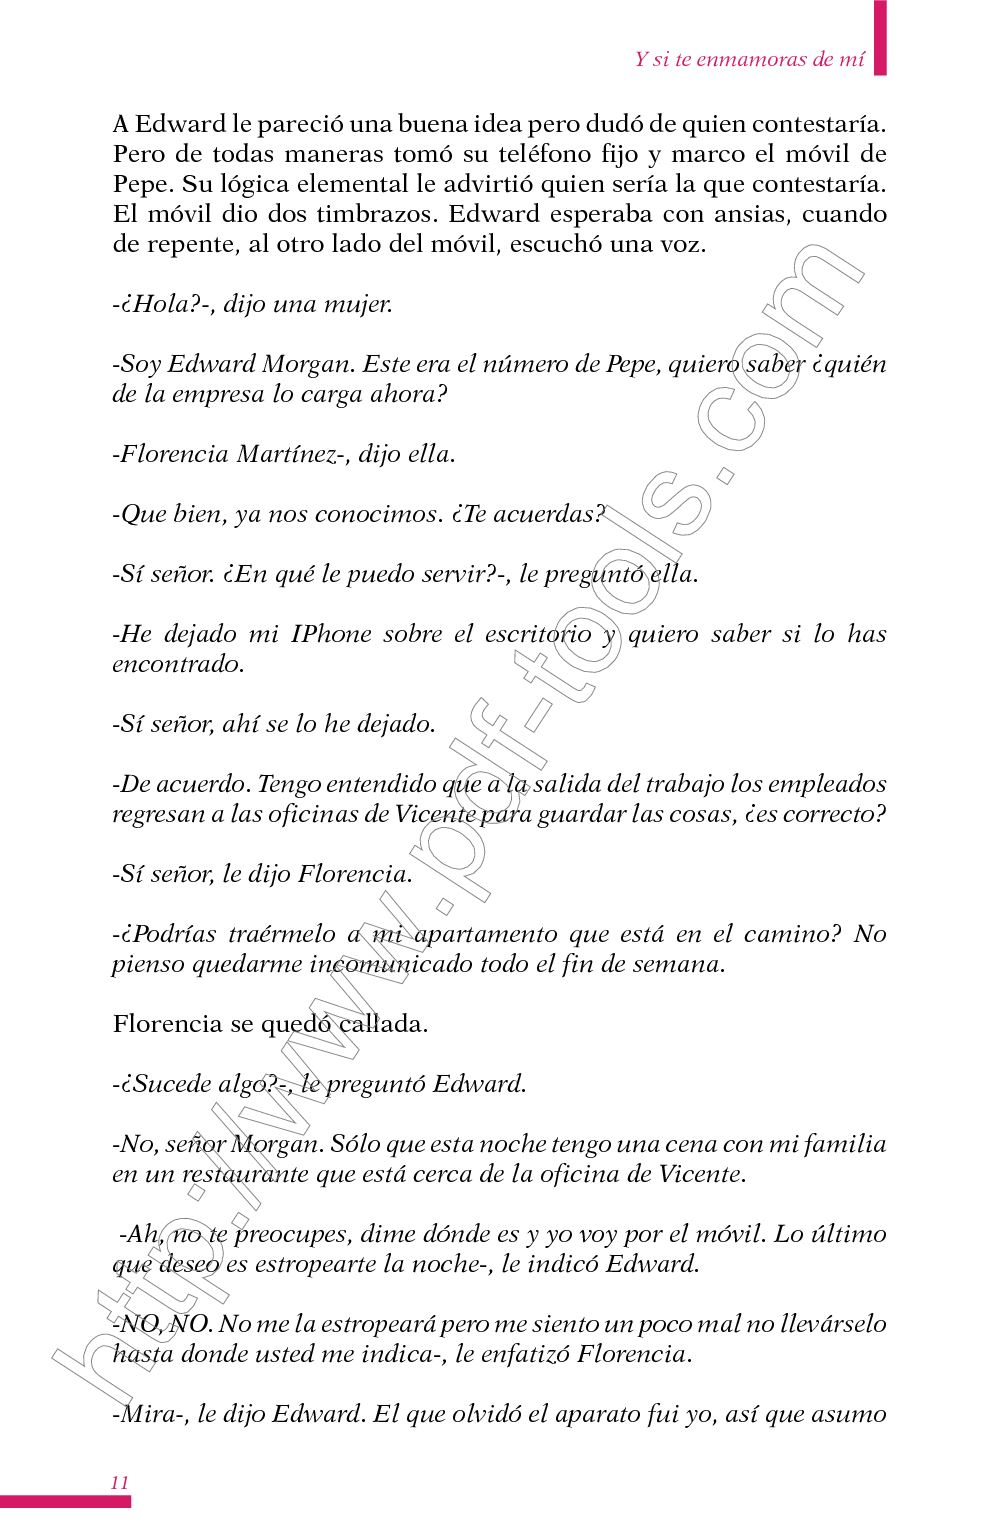 Y si te enmamoras de mí
A Edward le pareció una buena idea pero dudó de quien contestaría.
Pero de todas maneras tomó su teléfono fijo y marco el móvil de
Pepe. Su lógica elemental le advirtió quien sería la que contestaría.
El móvil dio dos timbrazos. Edward esperaba con ansias, cuando
de repente, al otro lado del móvil, escuchó una voz.
-¿Hola?-, dijo una mujer.
-Soy Edward Morgan. Este era el número de Pepe, quiero saber ¿quién
de la empresa lo carga ahora?
-Florencia Martínez-, dijo ella.
-Que bien, ya nos conocimos. ¿Te acuerdas?
-Sí señor. ¿En qué le puedo servir?-, le preguntó ella.
-He dejado mi IPhone sobre el escritorio y quiero saber si lo has
encontrado.
-Sí señor, ahí se lo he dejado.
-De acuerdo. Tengo entendido que a la salida del trabajo los empleados
regresan a las oficinas de Vicente para guardar las cosas, ¿es correcto?
-Sí señor, le dijo Florencia.
-¿Podrías traérmelo a mi apartamento que está en el camino? No
pienso quedarme incomunicado todo el fin de semana.
Florencia se quedó callada.
-¿Sucede algo?-, le preguntó Edward.
-No, señor Morgan. Sólo que esta noche tengo una cena con mi familia
en un restaurante que está cerca de la oficina de Vicente.
-Ah, no te preocupes, dime dónde es y yo voy por el móvil. Lo último
que deseo es estropearte la noche-, le indicó Edward.
-NO, NO. No me la estropeará pero me siento un poco mal no llevárselo
hasta donde usted me indica-, le enfatizó Florencia.
-Mira-, le dijo Edward. El que olvidó el aparato fui yo, así que asumo
11
http://www.pdf-tools.com